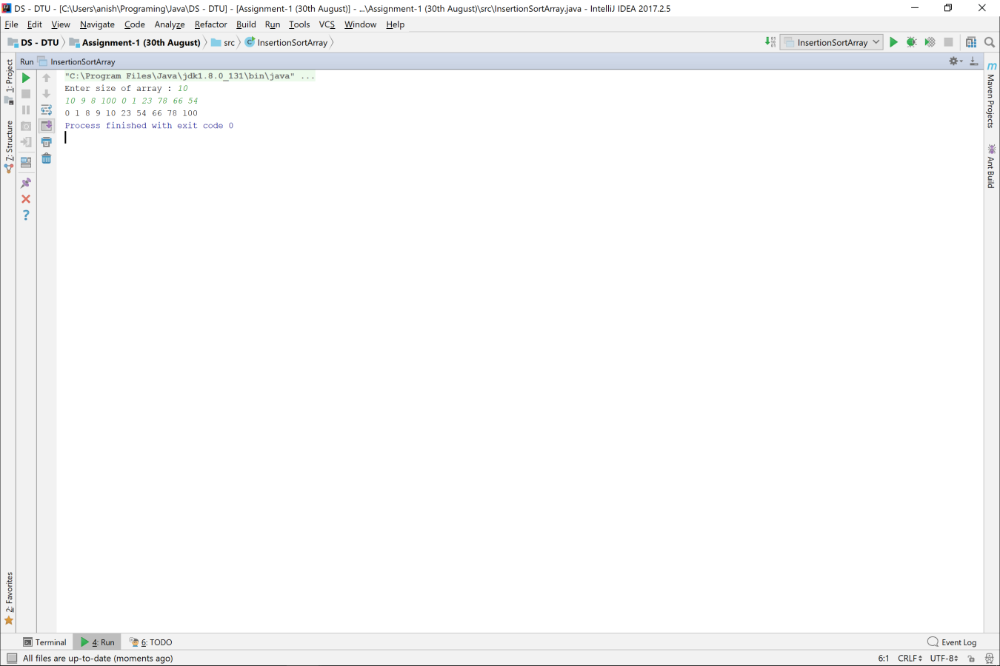 DS - DTU - [C:\Users\anish\Programing\Java\DS - DTU] - [Assignment-1 (30th August)] - ...\Assignment-1 (30th August)\src\InsertionSortArray.java - IntelliJ IDEA 2017.2.5
File Edit View Navigate Code Analyze Refactor Build Run Tools VCS Window Help
DS - DTU Assignment-1 (30th August) src InsertionSortArray InsertionSortArray
Run InsertionSortArray
1: Project
7: Structure
2: Favorites
"C:\Program Files\Java\jdk1.8.0_131\bin\java" ...
Enter size of array : 10
10 9 8 100 0 1 23 78 66 54
0 1 8 9 10 23 54 66 78 100
Process finished with exit code 0
Maven Projects
Ant Build
Terminal 4: Run 6: TODO Event Log
All files are up-to-date (moments ago) 6:1 CRLF UTF-8